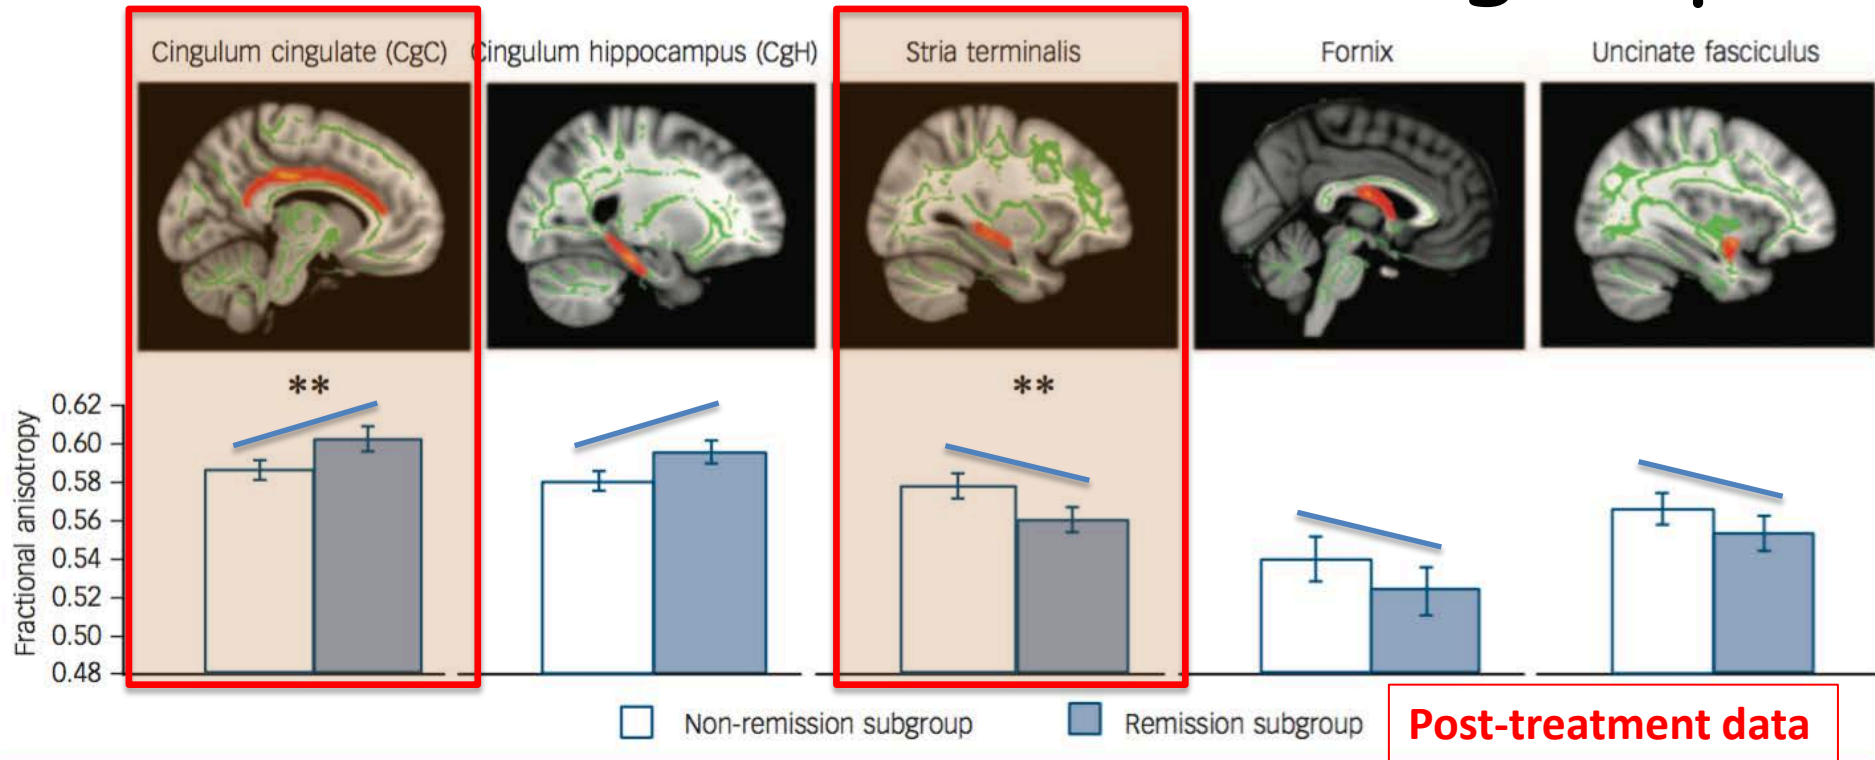 Cingulum cingulate (CgC)
Cingulum hippocampus (CgH)
Stria terminalis
Fornix
Uncinate fasciculus
**
**
Fractional anisotropy
0.62
0.60
0.58
0.56
0.54
0.52
0.50
0.48
Non-remission subgroup
Remission subgroup
Post-treatment data